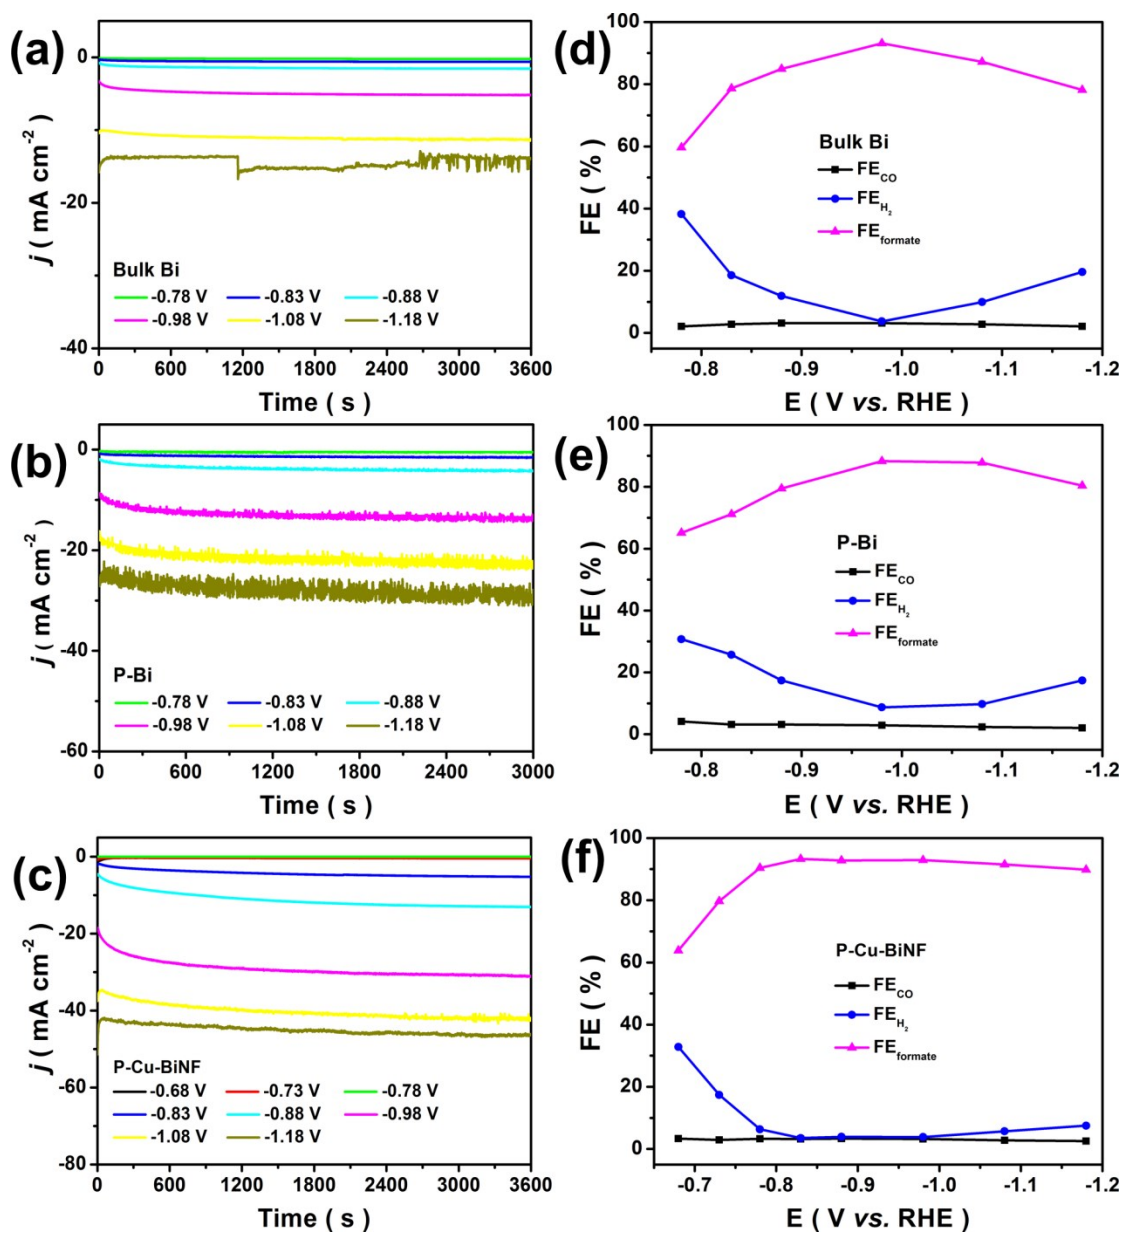 (a)
0
-20
-40
j ( mA cm-2 )
Bulk Bi
-0.78 V -0.83 V -0.88 V
-0.98 V -1.08 V -1.18 V
0 1200 1800 2400 3000 3600
Time ( s )
(d)
100
80
60
40
20
0
FE ( % )
Bulk Bi
FECO
FEH2
FEformate
-0.8 -0.9 -1.0 -1.1 -1.2
E ( V vs. RHE )
(b)
0
-20
-40
-60
j ( mA cm-2 )
P-Bi
-0.78 V -0.83 V -0.88 V
-0.98 V -1.08 V -1.18 V
0 600 1200 1800 2400 3000
Time ( s )
(e)
100
80
60
40
20
0
FE ( % )
P-Bi
FECO
FEH2
FEformate
-0.8 -0.9 -1.0 -1.1 -1.2
E ( V vs. RHE )
(c)
0
-20
-40
-60
-80
j ( mA cm-2 )
P-Cu-BiNF
-0.68 V -0.73 V -0.78 V
-0.83 V -0.88 V -0.98 V
-1.08 V -1.18 V
0 600 1200 1800 2400 3000 3600
Time ( s )
(f)
100
80
60
40
20
0
FE ( % )
P-Cu-BiNF
FECO
FEH2
FEformate
-0.7 -0.8 -0.9 -1.0 -1.1 -1.2
E ( V vs. RHE )